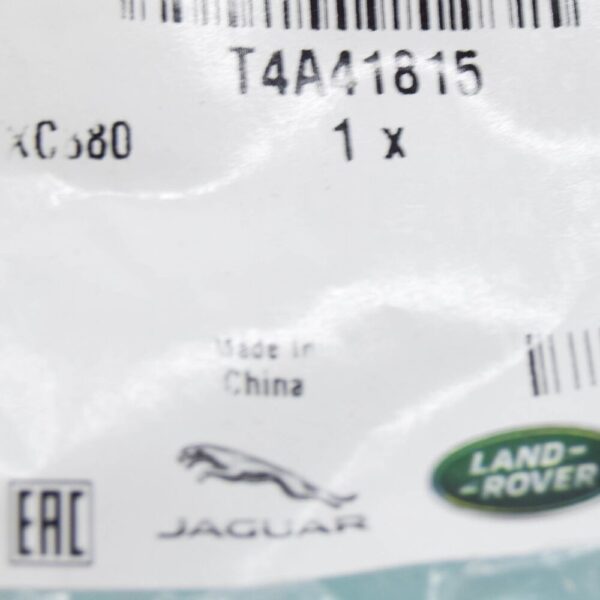 T4A41815
1 x
Made in
China
EAC
JAGUAR
LAND-
-ROVER